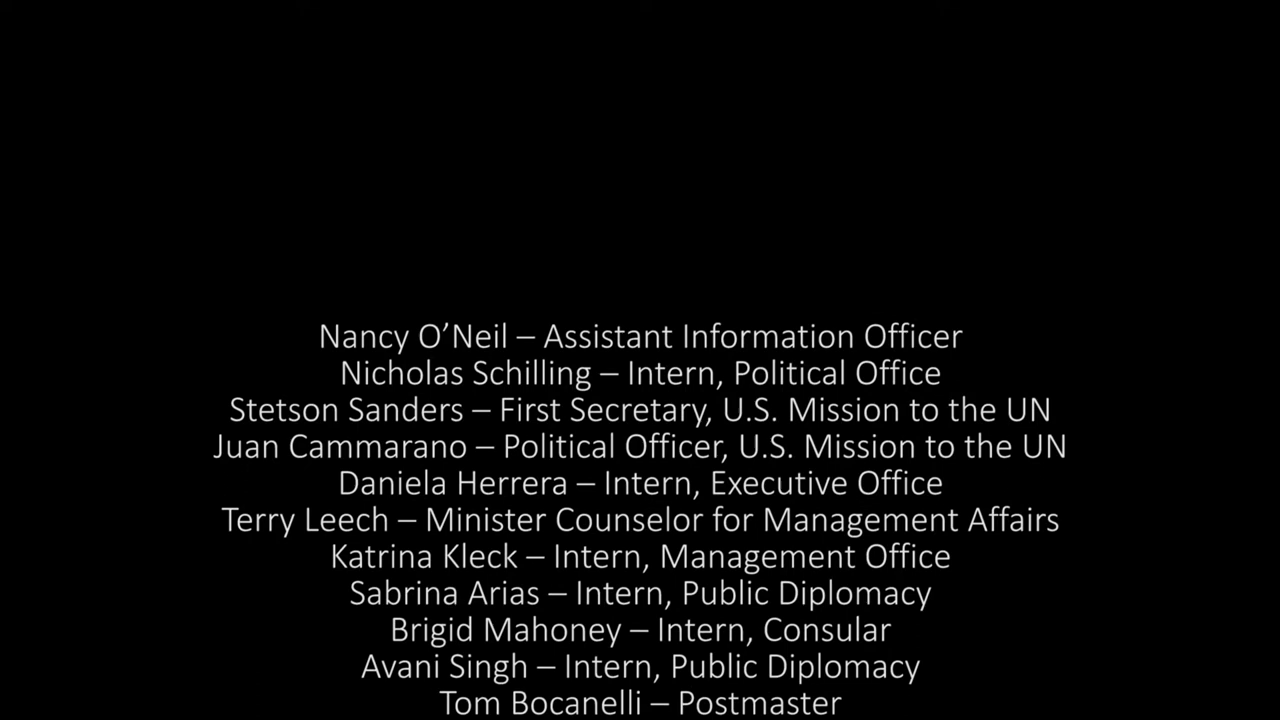 Nancy O’Neil – Assistant Information Officer
Nicholas Schilling – Intern, Political Office
Stetson Sanders – First Secretary, U.S. Mission to the UN
Juan Cammarano – Political Officer, U.S. Mission to the UN
Daniela Herrera – Intern, Executive Office
Terry Leech – Minister Counselor for Management Affairs
Katrina Kleck – Intern, Management Office
Sabrina Arias – Intern, Public Diplomacy
Brigid Mahoney – Intern, Consular
Avani Singh – Intern, Public Diplomacy
Tom Bocanelli – Postmaster